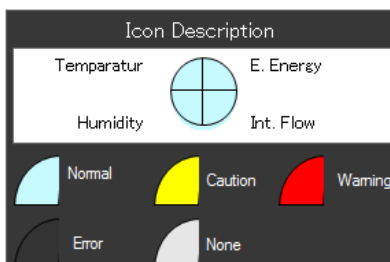 Icon Description
Temparatur E. Energy
Humidity Int. Flow
Normal Caution Warning
Error None